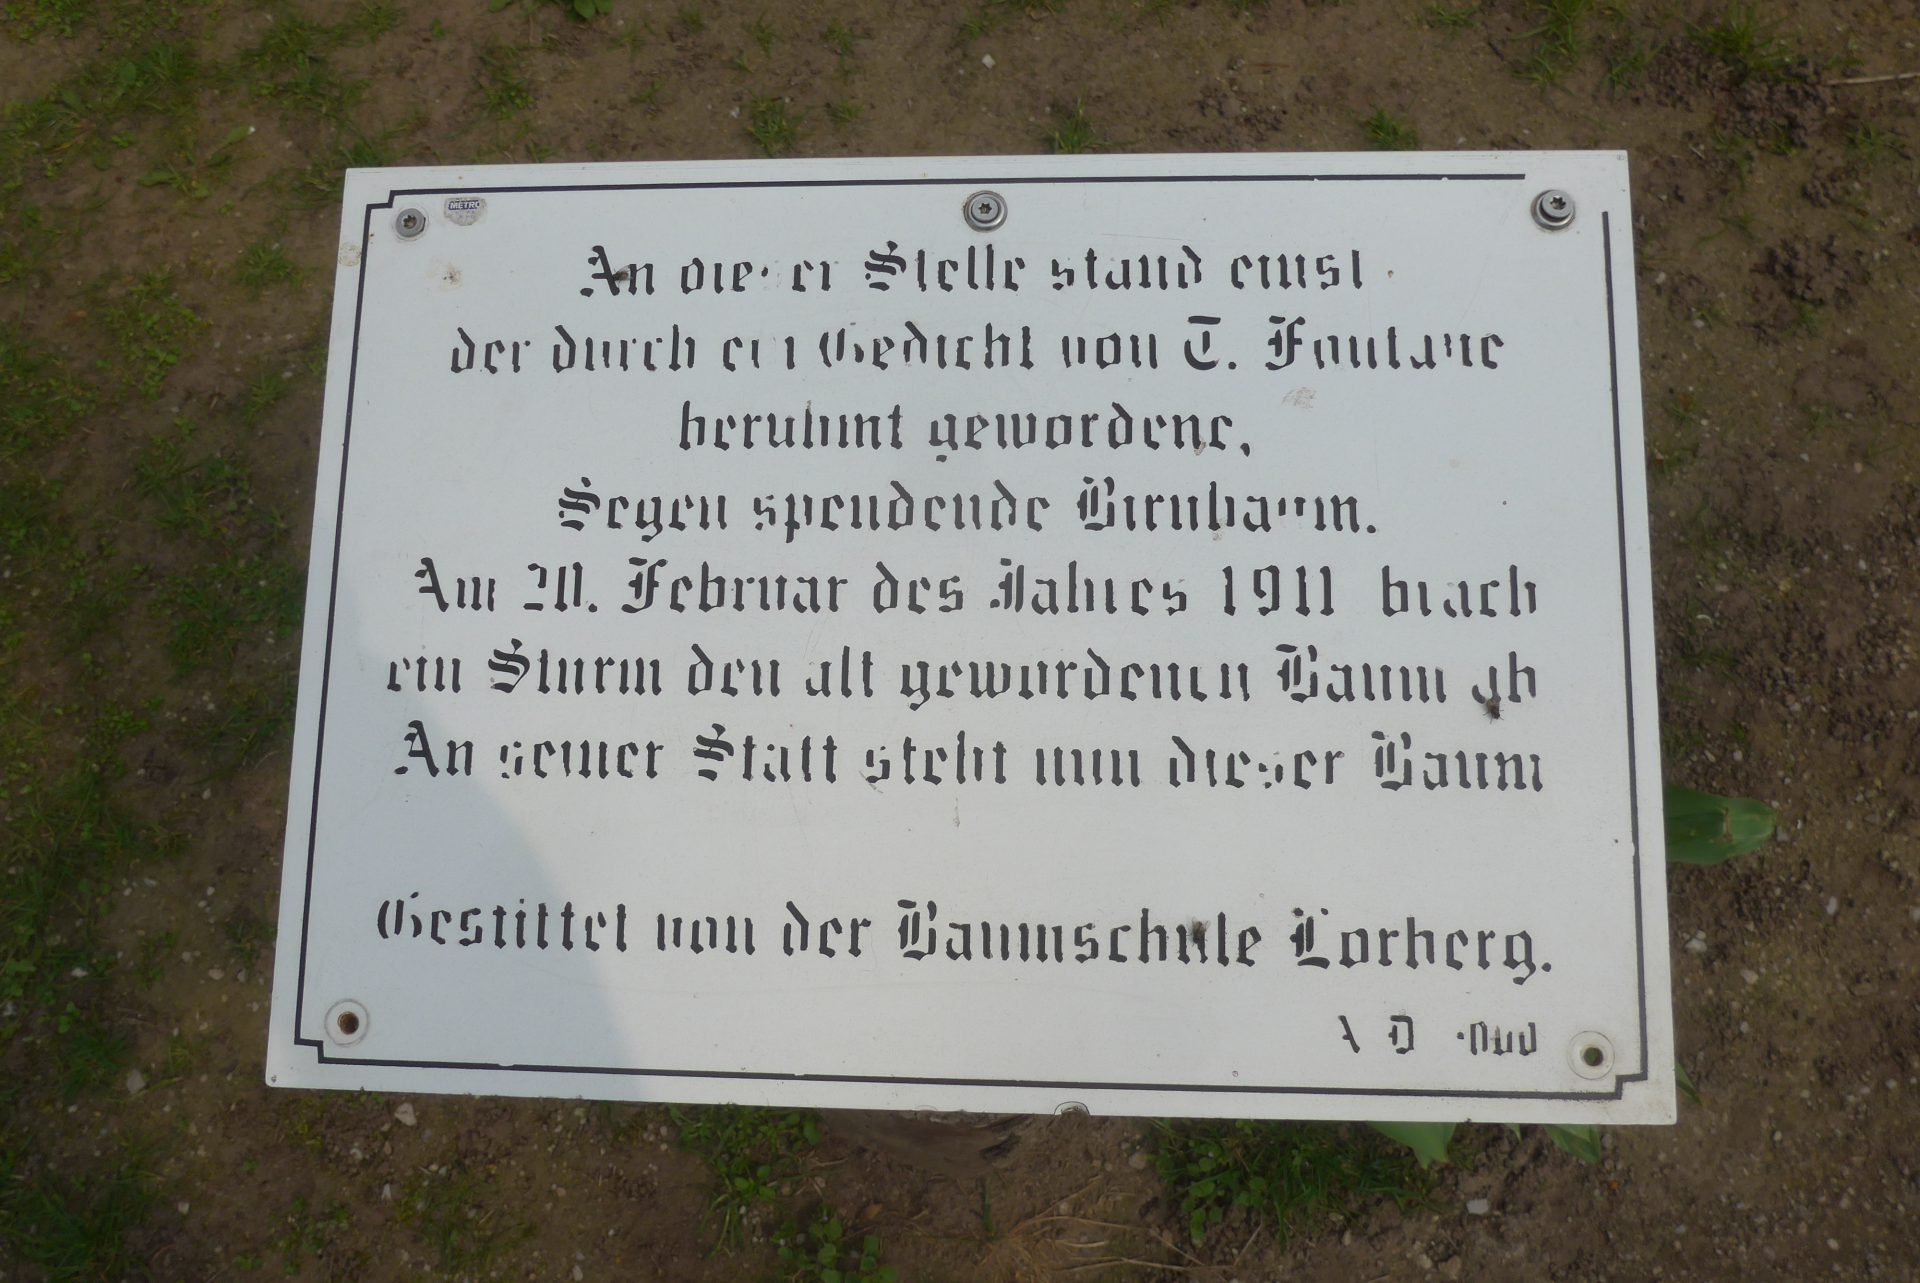 METRO
An dieser Stelle stand einst
der durch ein Gedicht von T. Fontane
berühmt gewordene,
Segen spendende Birnbaum.
Am 20. Februar des Jahres 1911 brach
ein Sturm den alt gewordenen Baum ab
An seiner Statt steht nun dieser Baum
Gestiftet von der Baumschule Lorberg.
A D